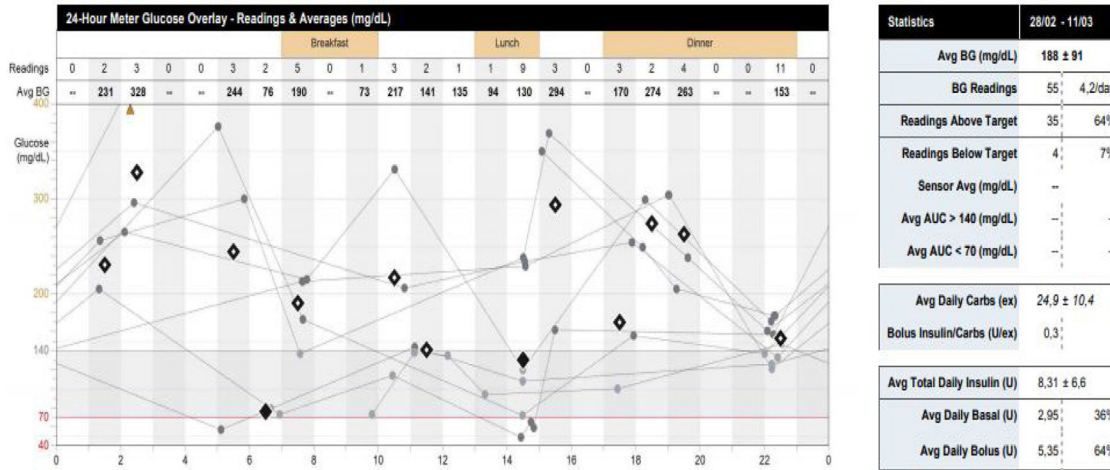 24-Hour Meter Glucose Overlay - Readings & Averages (mg/dL)
Breakfast Lunch Dinner
Readings 0 2 3 0 0 3 2 5 0 1 3 2 1 1 9 3 0 3 2 4 0 0 11 0
Avg BG -- 231 328 -- -- 244 76 190 -- 73 217 141 135 94 130 294 -- 170 274 263 -- -- 153 --
400
Glucose
(mg/dL)
300
200
140
70
40
0 2 4 6 8 10 12 14 16 18 20 22 0
Statistics 28/02 - 11/03
Avg BG (mg/dL) 188 ± 91
BG Readings 55 4,2/da
Readings Above Target 35 64%
Readings Below Target 4 7%
Sensor Avg (mg/dL) --
Avg AUC > 140 (mg/dL) -- -
Avg AUC < 70 (mg/dL) -- -
Avg Daily Carbs (ex) 24,9 ± 10,4
Bolus Insulin/Carbs (U/ex) 0,3
Avg Total Daily Insulin (U) 8,31 ± 6,6
Avg Daily Basal (U) 2,95 36%
Avg Daily Bolus (U) 5,35 64%